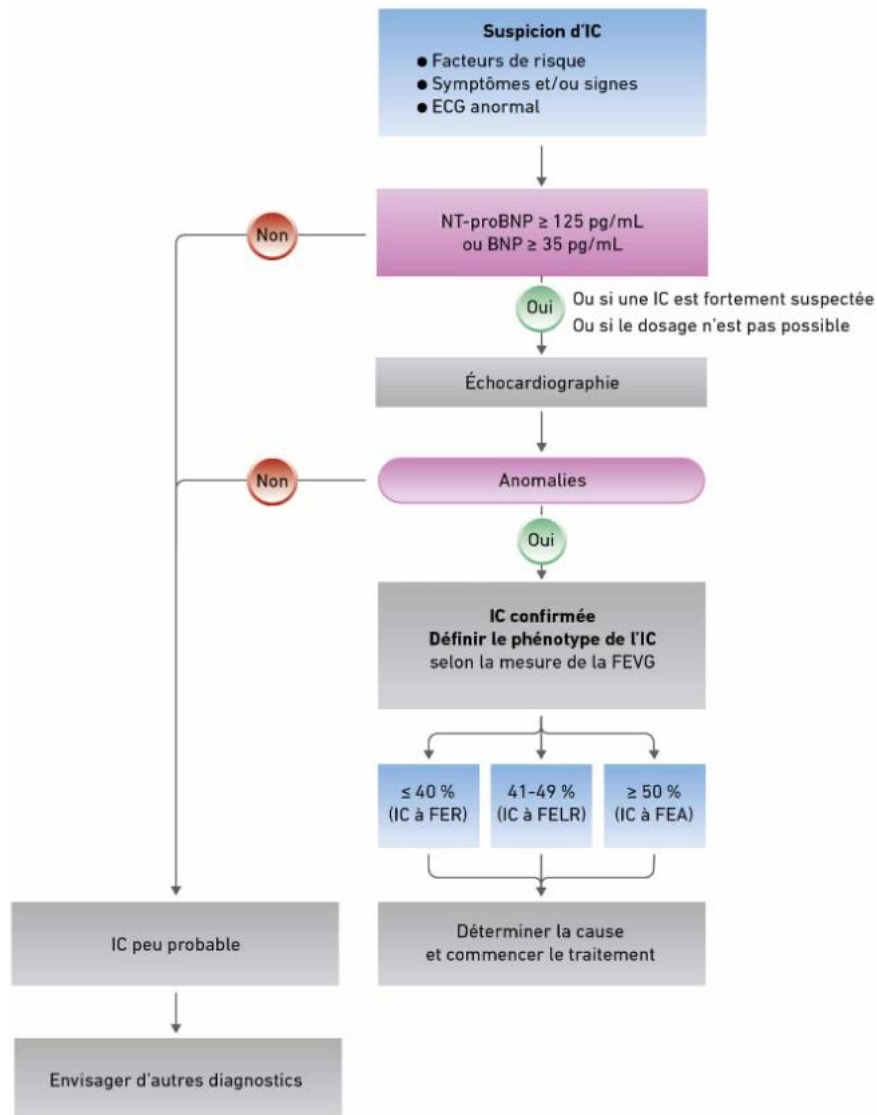 Suspicion d'IC
● Facteurs de risque
● Symptômes et/ou signes
● ECG anormal
NT-proBNP ≥ 125 pg/mL
ou BNP ≥ 35 pg/mL
Non
Oui
Ou si une IC est fortement suspectée
Ou si le dosage n'est pas possible
Échocardiographie
Anomalies
Non
Oui
IC confirmée
Définir le phénotype de l'IC
selon la mesure de la FEVG
≤ 40 %
(IC à FER)
41-49 %
(IC à FELR)
≥ 50 %
(IC à FEA)
Déterminer la cause
et commencer le traitement
IC peu probable
Envisager d'autres diagnostics